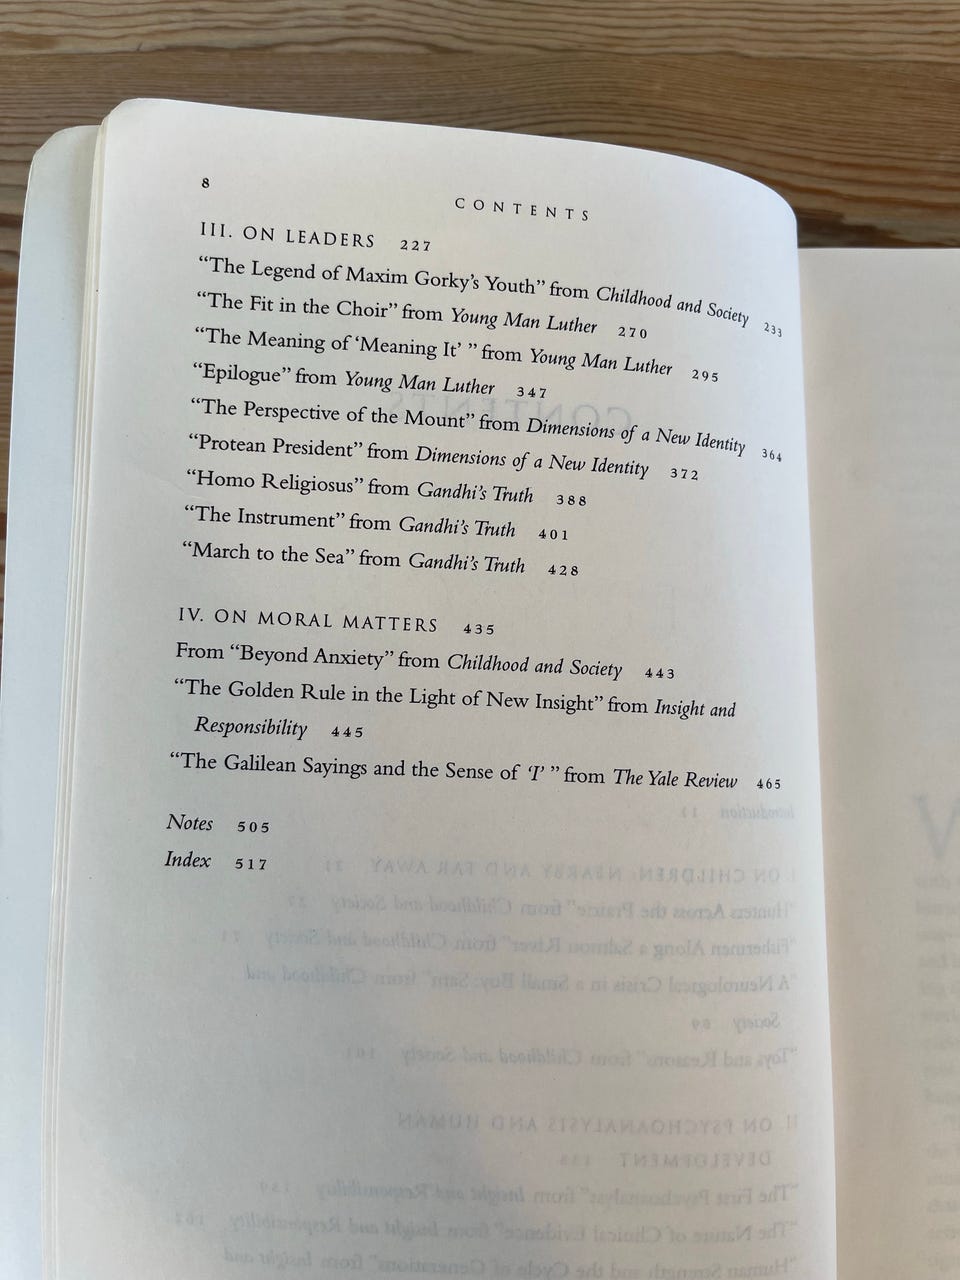 8
CONTENTS
III. ON LEADERS 227
“The Legend of Maxim Gorky’s Youth” from Childhood and Society 233
“The Fit in the Choir” from Young Man Luther 270
“The Meaning of ‘Meaning It’ ” from Young Man Luther 295
“Epilogue” from Young Man Luther 347
“The Perspective of the Mount” from Dimensions of a New Identity 364
“Protean President” from Dimensions of a New Identity 372
“Homo Religiosus” from Gandhi’s Truth 388
“The Instrument” from Gandhi’s Truth 401
“March to the Sea” from Gandhi’s Truth 428
IV. ON MORAL MATTERS 435
From “Beyond Anxiety” from Childhood and Society 443
“The Golden Rule in the Light of New Insight” from Insight and
Responsibility 445
“The Galilean Sayings and the Sense of ‘I’ ” from The Yale Review 465
Notes 505
Index 517